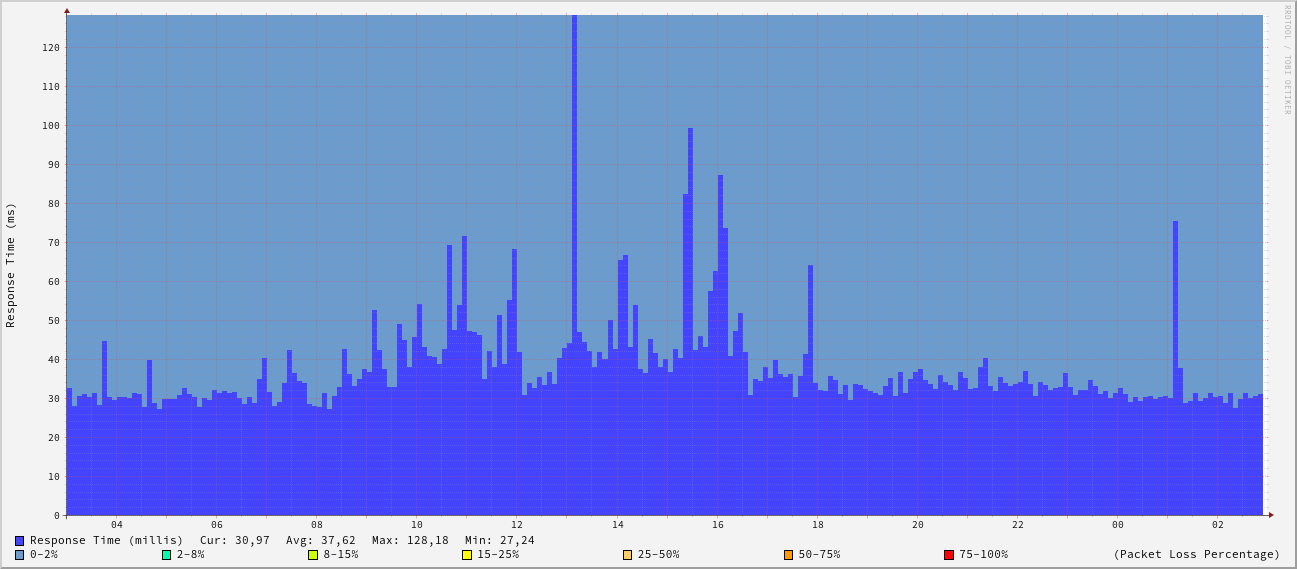 RRDTOOL / TOBI OETIKER
Response Time (ms)
120
110
100
90
80
70
60
50
40
30
20
10
0
04 06 08 10 12 14 16 18 20 22 00 02
Response Time (millis) Cur: 30,97 Avg: 37,62 Max: 128,18 Min: 27,24
0-2% 2-8% 8-15% 15-25% 25-50% 50-75% 75-100% (Packet Loss Percentage)